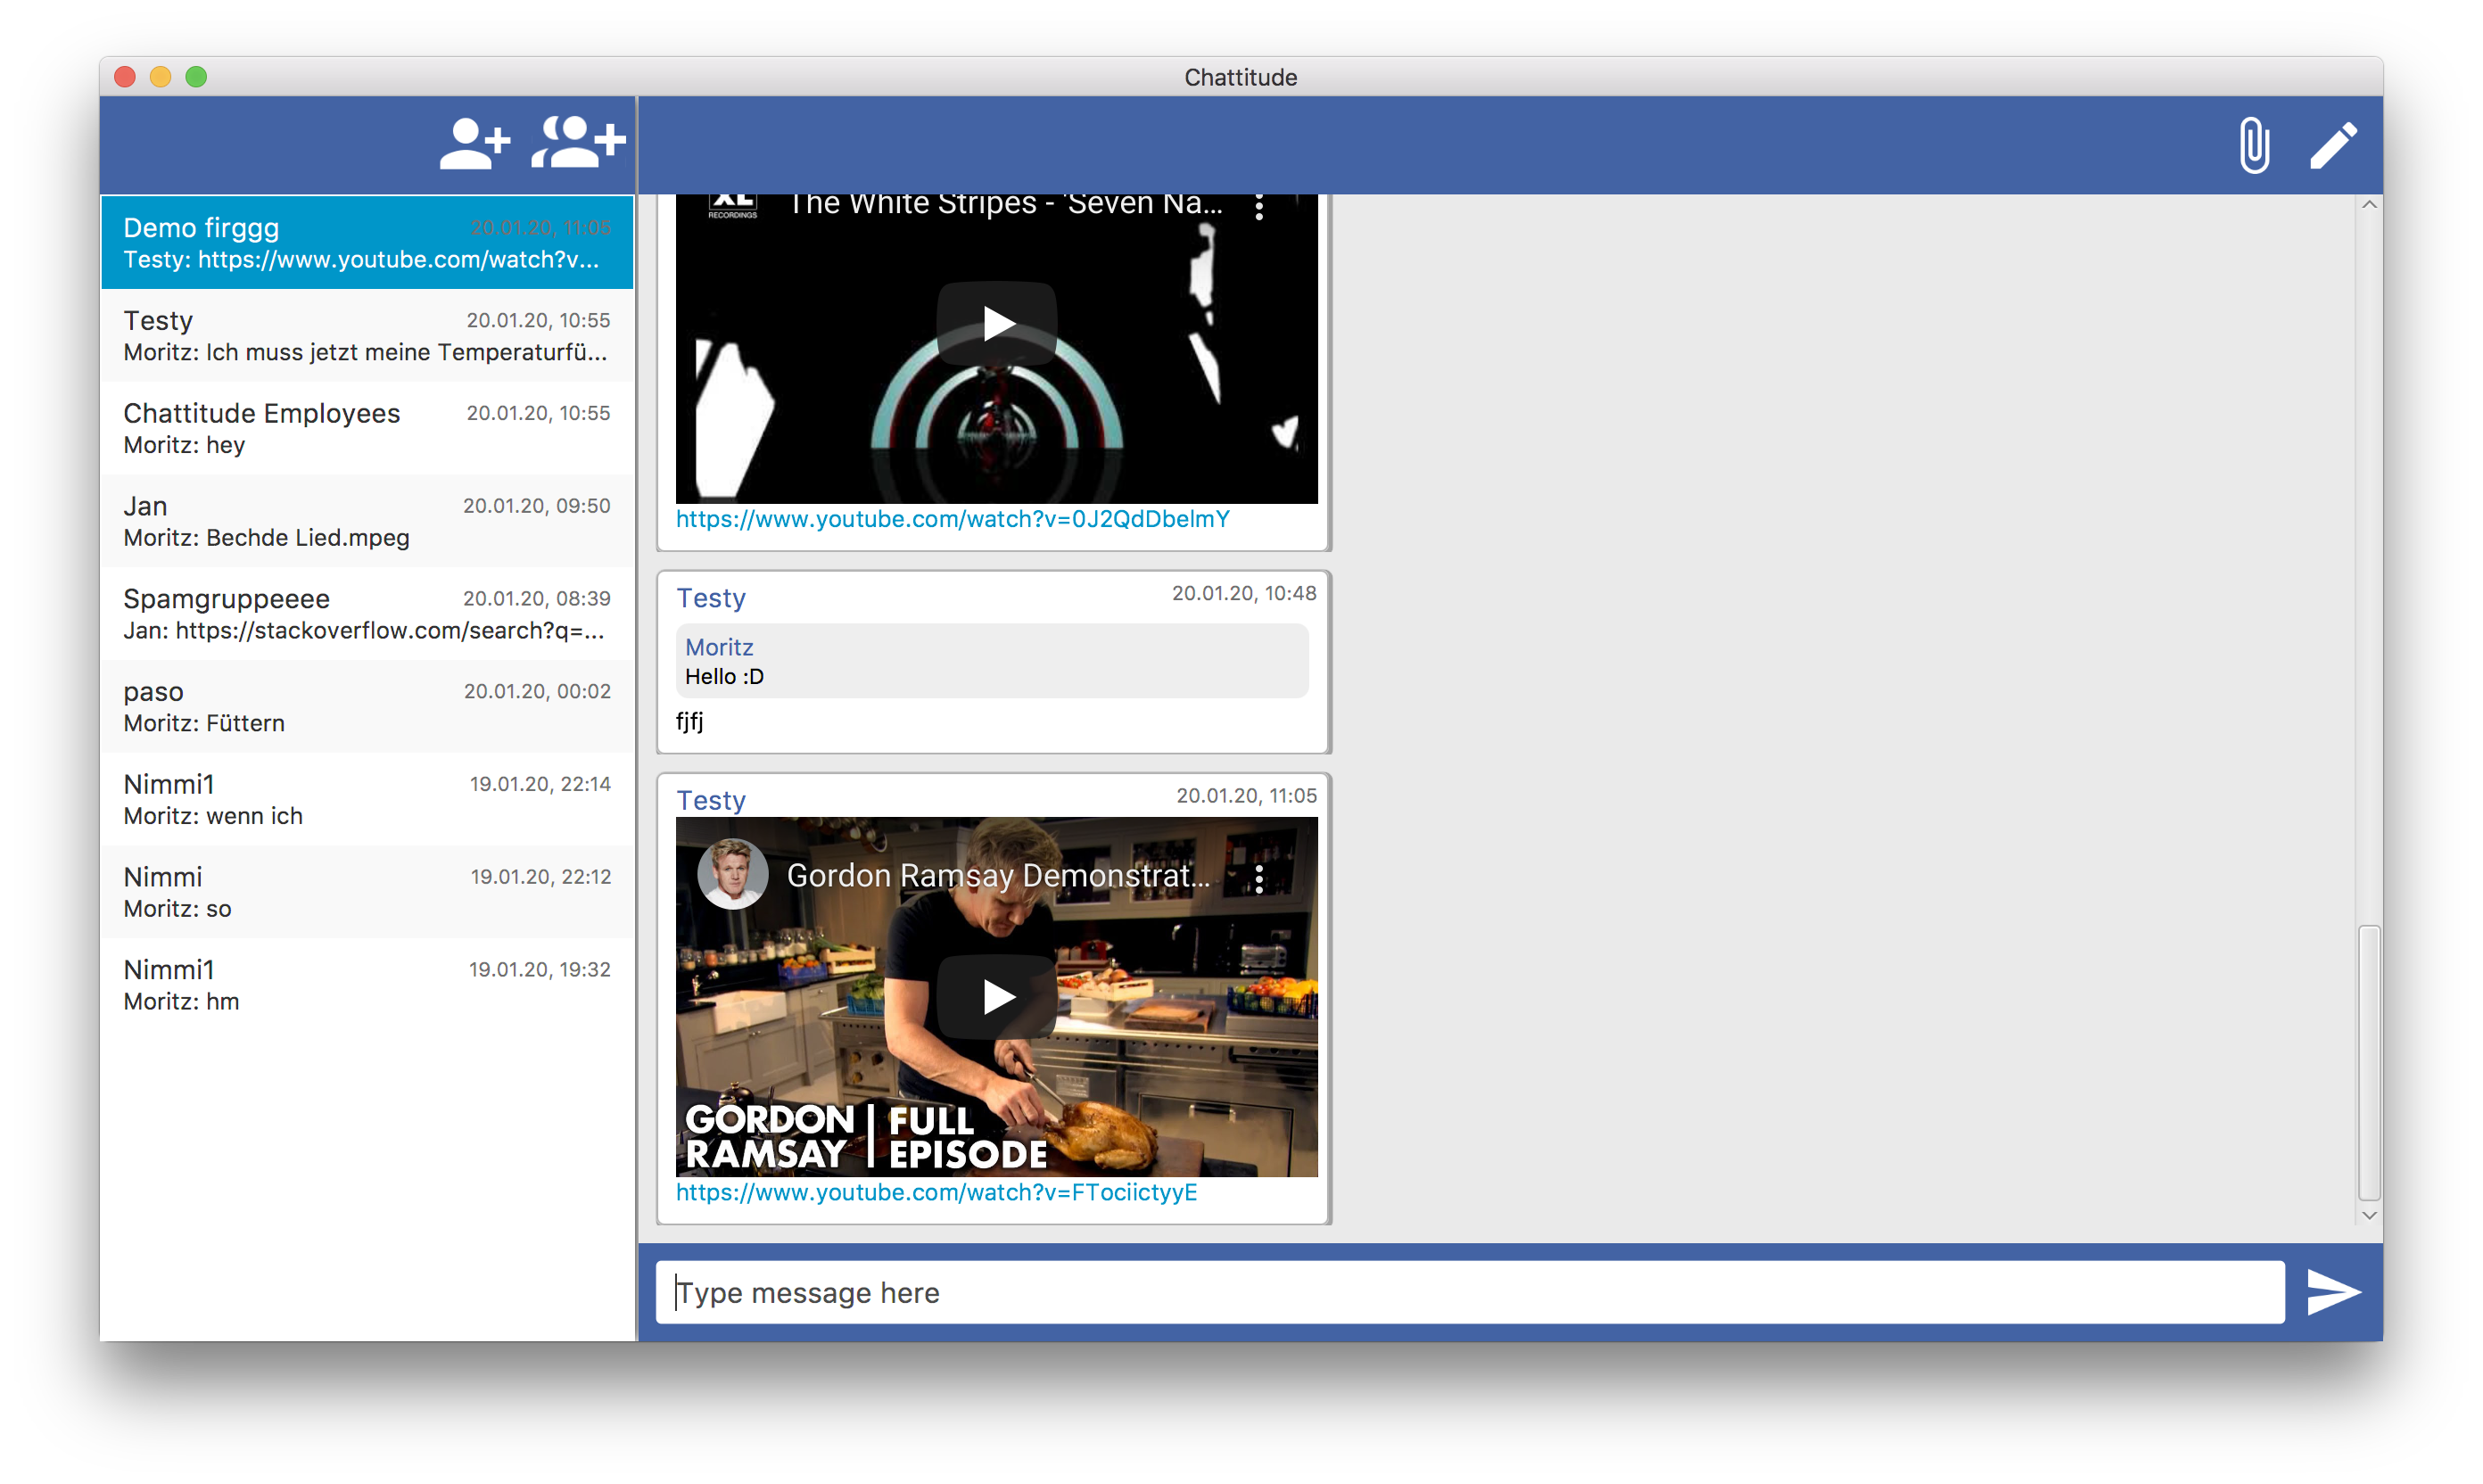 Chattitude
Demo firggg 20.01.20, 11:05
Testy: https://www.youtube.com/watch?v...
Testy 20.01.20, 10:55
Moritz: Ich muss jetzt meine Temperaturfü...
Chattitude Employees 20.01.20, 10:55
Moritz: hey
Jan 20.01.20, 09:50
Moritz: Bechde Lied.mpeg
Spamgruppeeee 20.01.20, 08:39
Jan: https://stackoverflow.com/search?q=...
paso 20.01.20, 00:02
Moritz: Füttern
Nimmi1 19.01.20, 22:14
Moritz: wenn ich
Nimmi 19.01.20, 22:12
Moritz: so
Nimmi1 19.01.20, 19:32
Moritz: hm
XL
RECORDINGS
The White Stripes - 'Seven Na...
https://www.youtube.com/watch?v=0J2QdDbelmY
Testy 20.01.20, 10:48
Moritz
Hello :D
fjfj
Testy 20.01.20, 11:05
Gordon Ramsay Demonstrat...
GORDON RAMSAY | FULL EPISODE
https://www.youtube.com/watch?v=FTociictyyE
Type message here